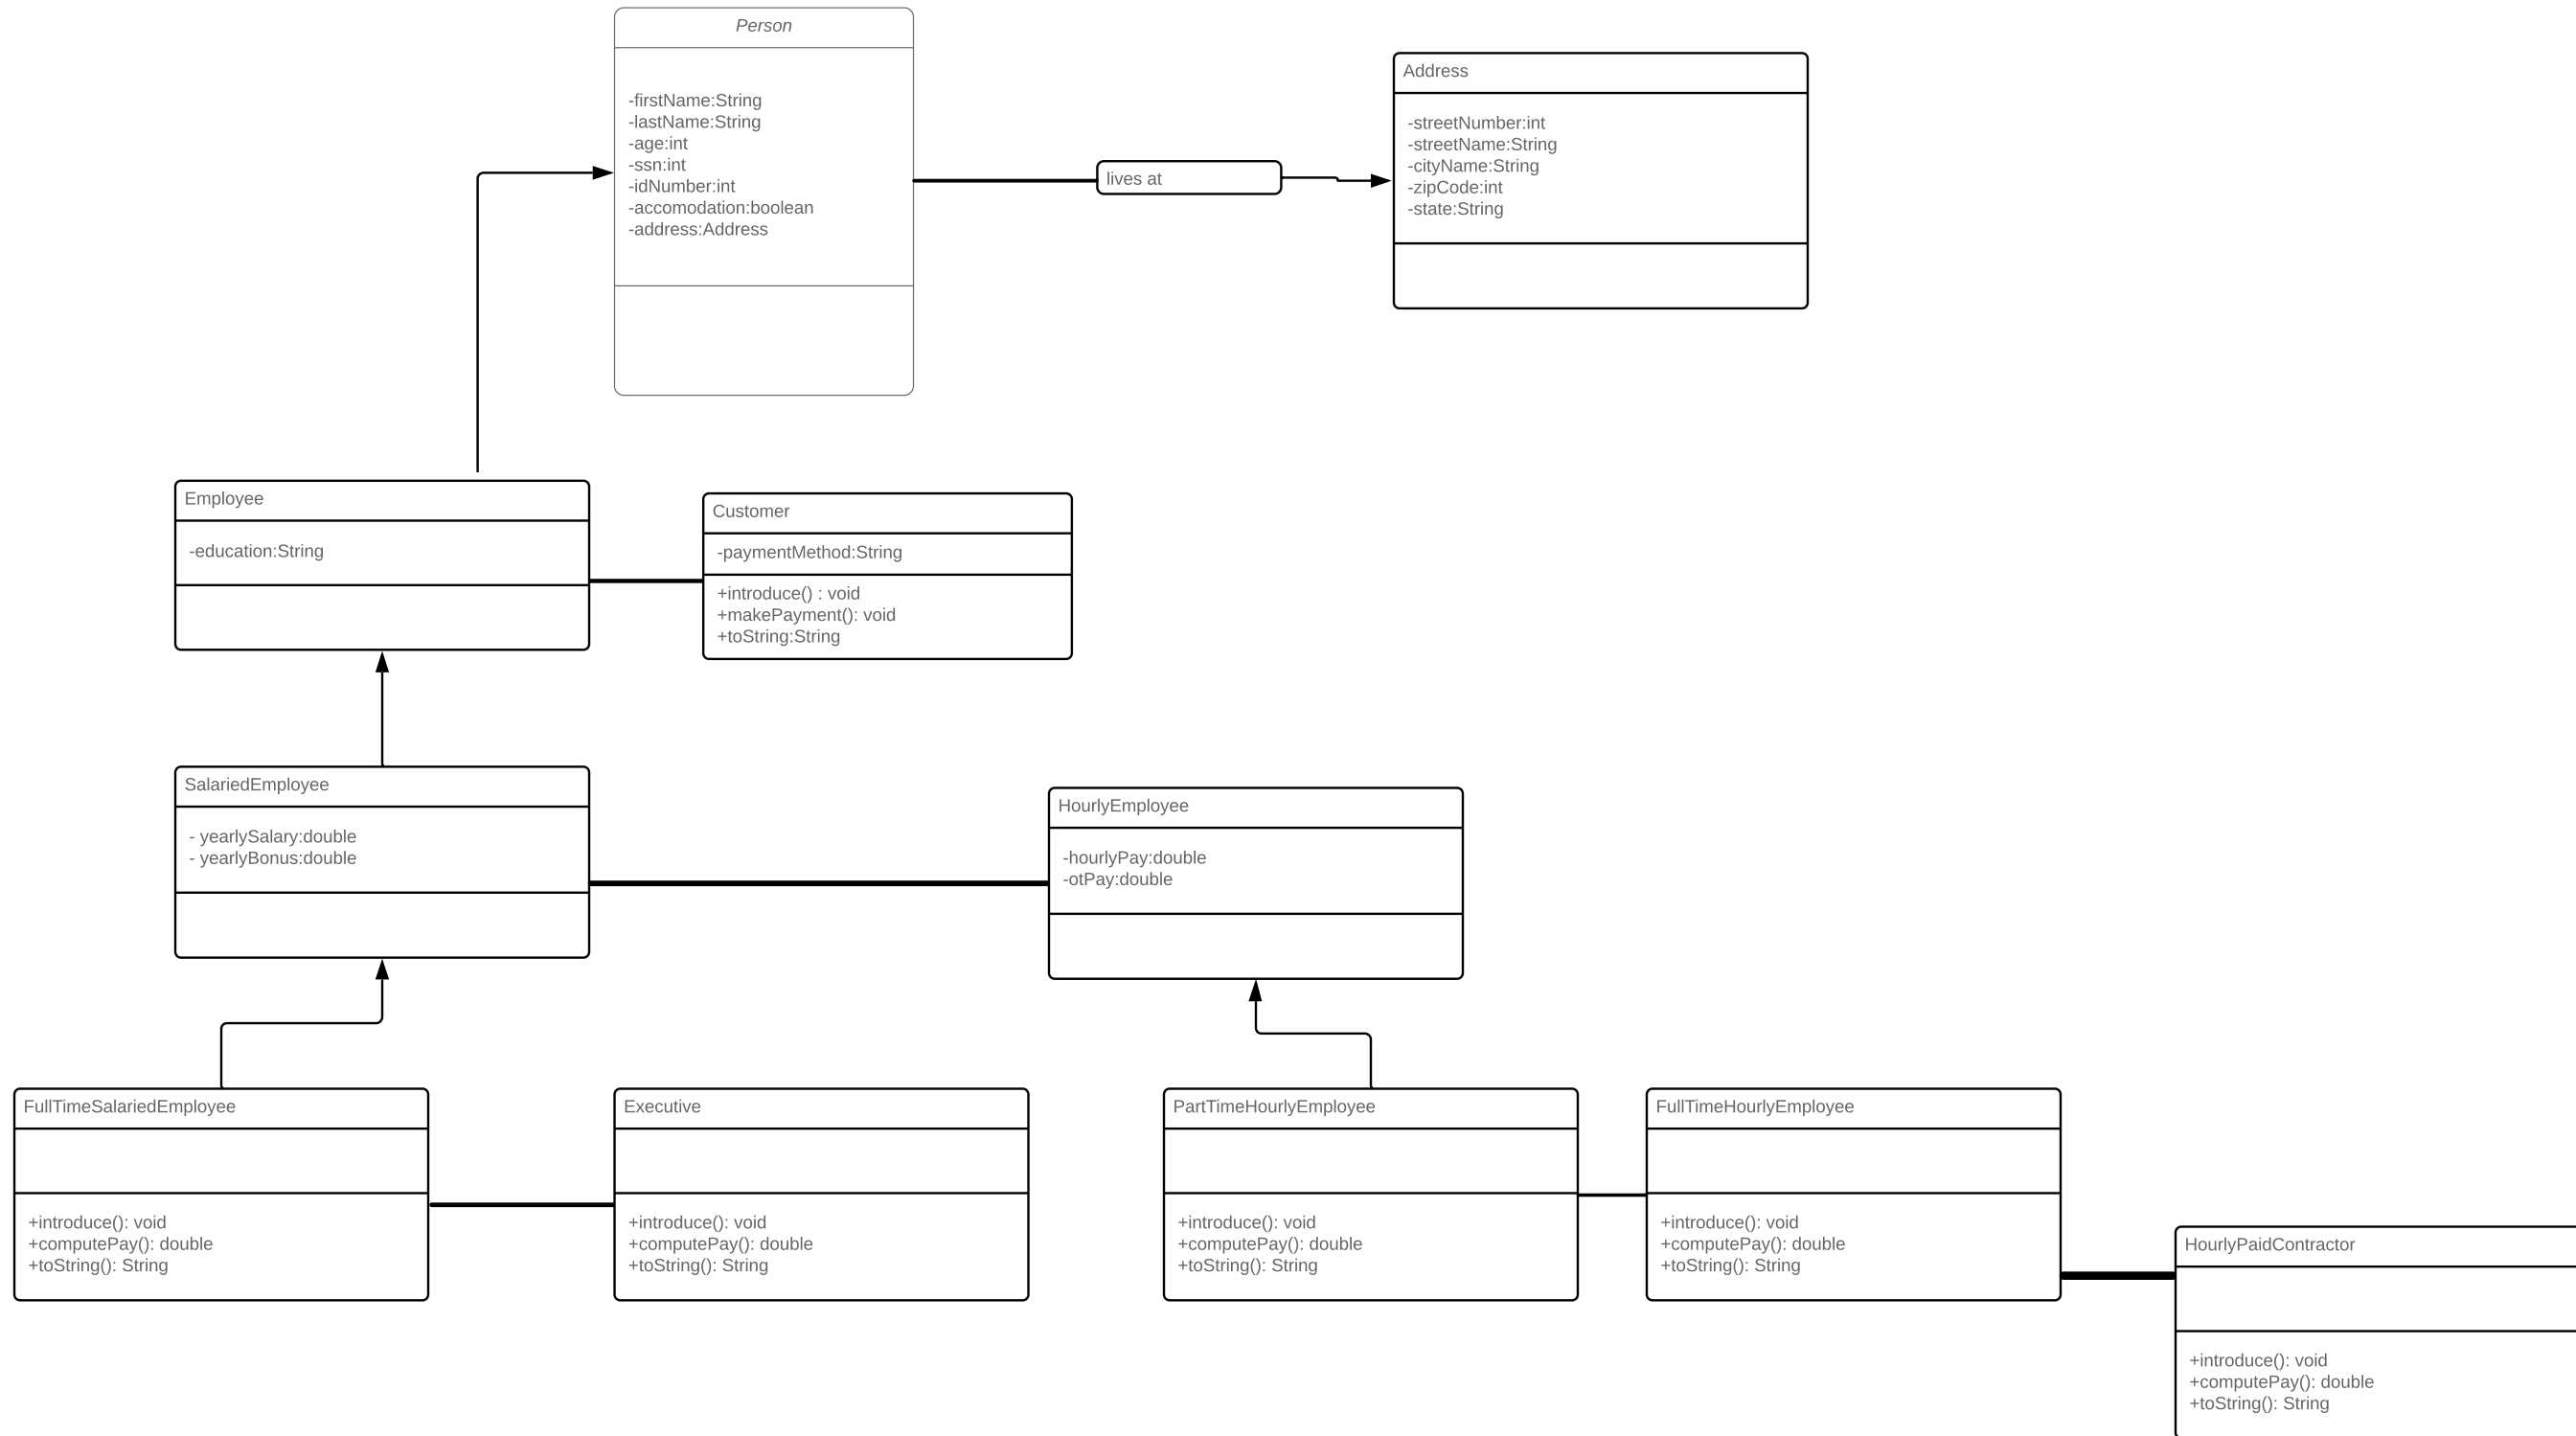 Person
-firstName:String
-lastName:String
-age:int
-ssn:int
-idNumber:int
-accomodation:boolean
-address:Address
lives at
Address
-streetNumber:int
-streetName:String
-cityName:String
-zipCode:int
-state:String
Employee
-education:String
Customer
-paymentMethod:String
+introduce() : void
+makePayment(): void
+toString:String
SalariedEmployee
- yearlySalary:double
- yearlyBonus:double
HourlyEmployee
-hourlyPay:double
-otPay:double
FullTimeSalariedEmployee
+introduce(): void
+computePay(): double
+toString(): String
Executive
+introduce(): void
+computePay(): double
+toString(): String
PartTimeHourlyEmployee
+introduce(): void
+computePay(): double
+toString(): String
FullTimeHourlyEmployee
+introduce(): void
+computePay(): double
+toString(): String
HourlyPaidContractor
+introduce(): void
+computePay(): double
+toString(): String